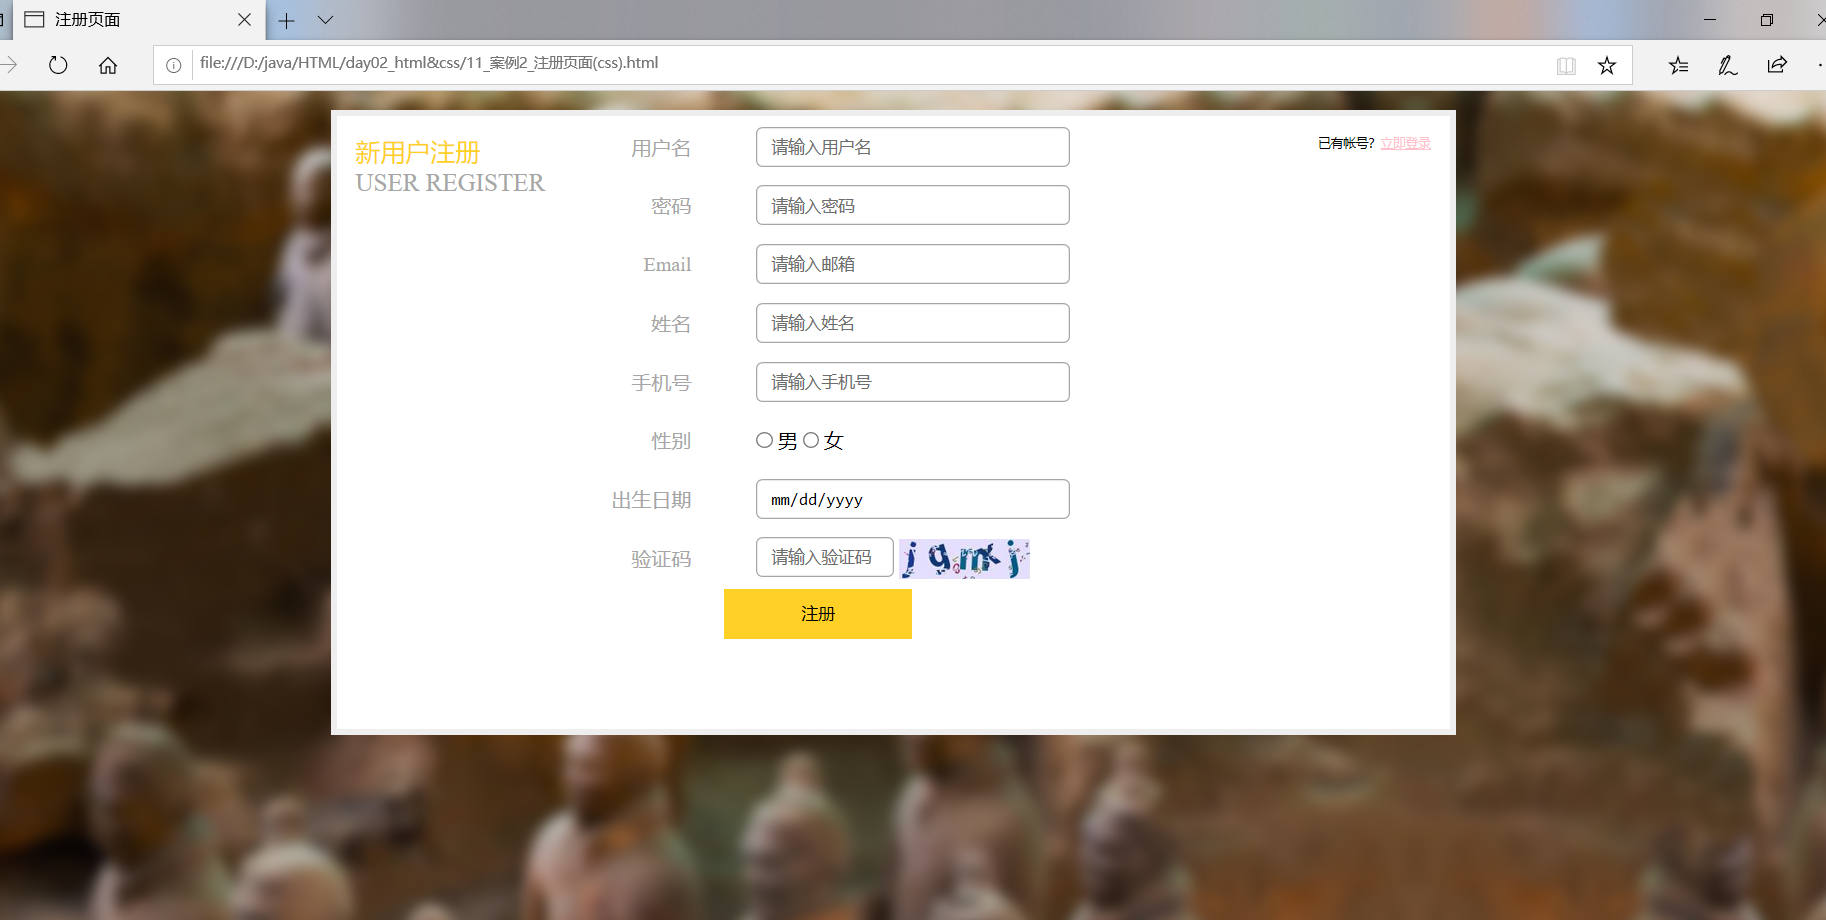 注册页面
file:///D:/java/HTML/day02_html&css/11_案例2_注册页面(css).html
新用户注册
USER REGISTER
用户名 请输入用户名
已有帐号? 立即登录
密码 请输入密码
Email 请输入邮箱
姓名 请输入姓名
手机号 请输入手机号
性别 男 女
出生日期 mm/dd/yyyy
验证码 请输入验证码 jqmkj
注册